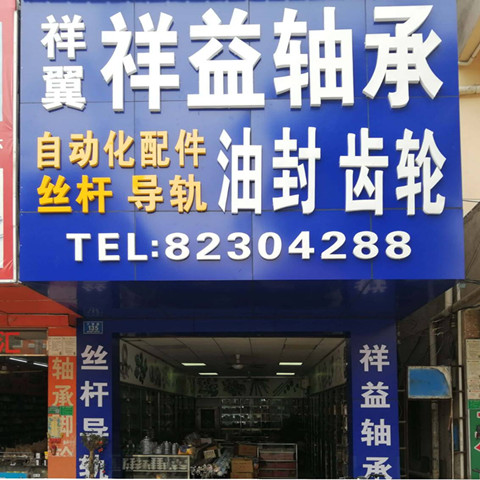 祥翼
祥益轴承
自动化配件
丝杆 导轨
油封 齿轮
TEL:82304288
丝杆导轨
祥益轴承
轴承